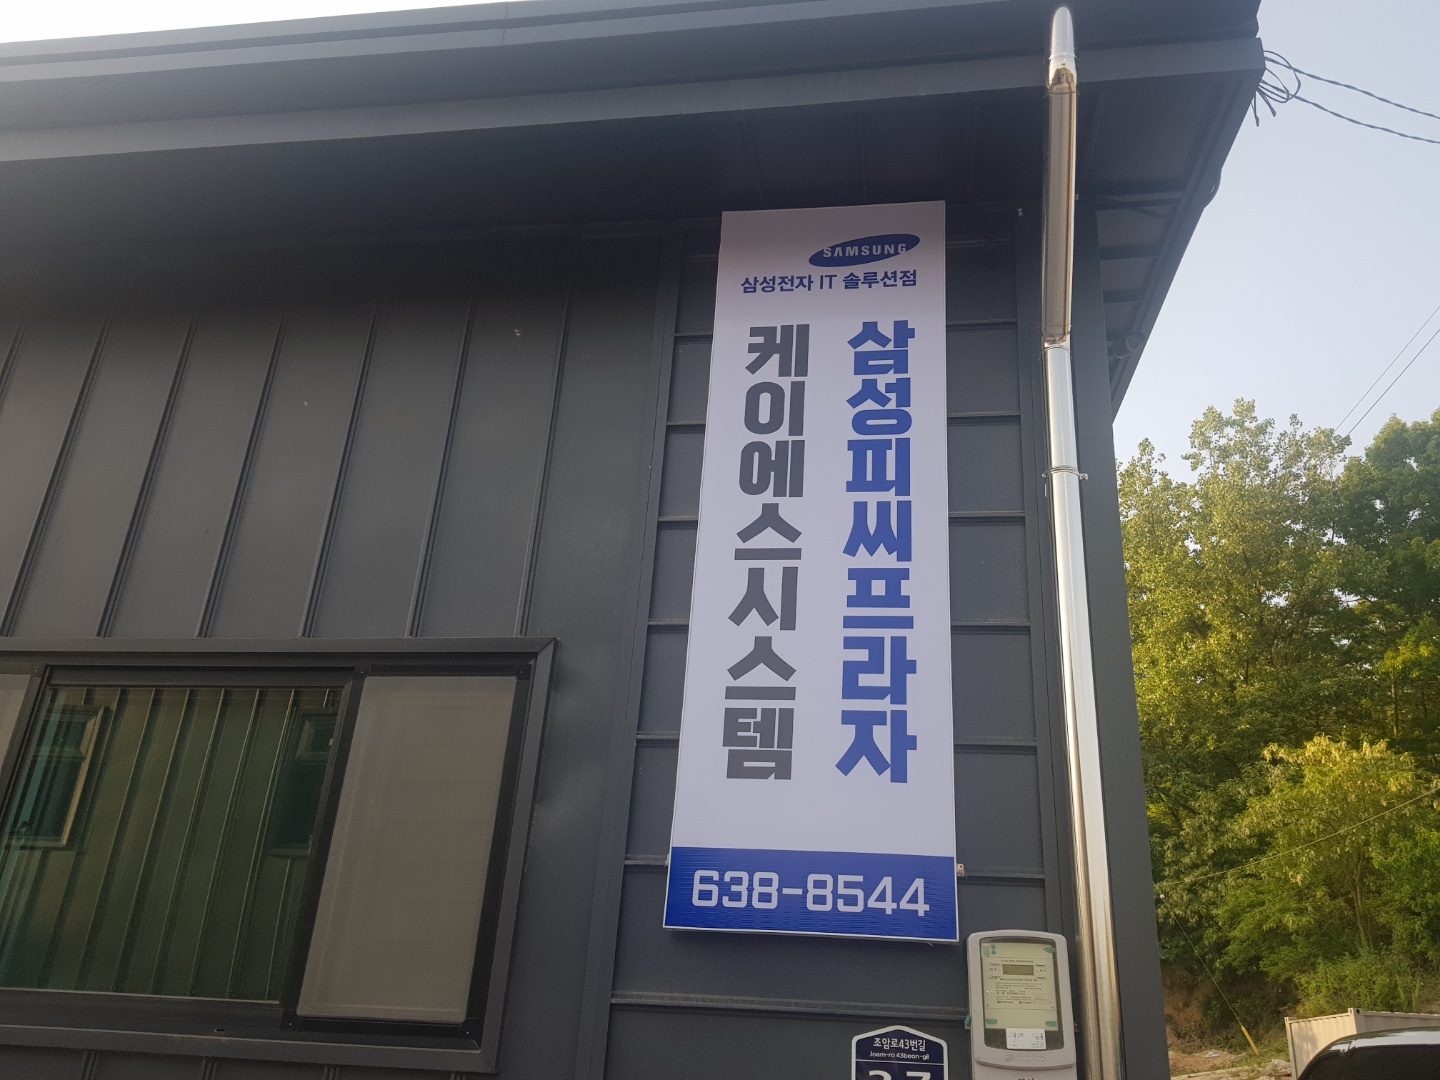 SAMSUNG
삼성전자 IT 솔루션점
삼성피씨프라자
케이에스시스템
638-8544
조암로43번길
Joam-ro 43beon-gil